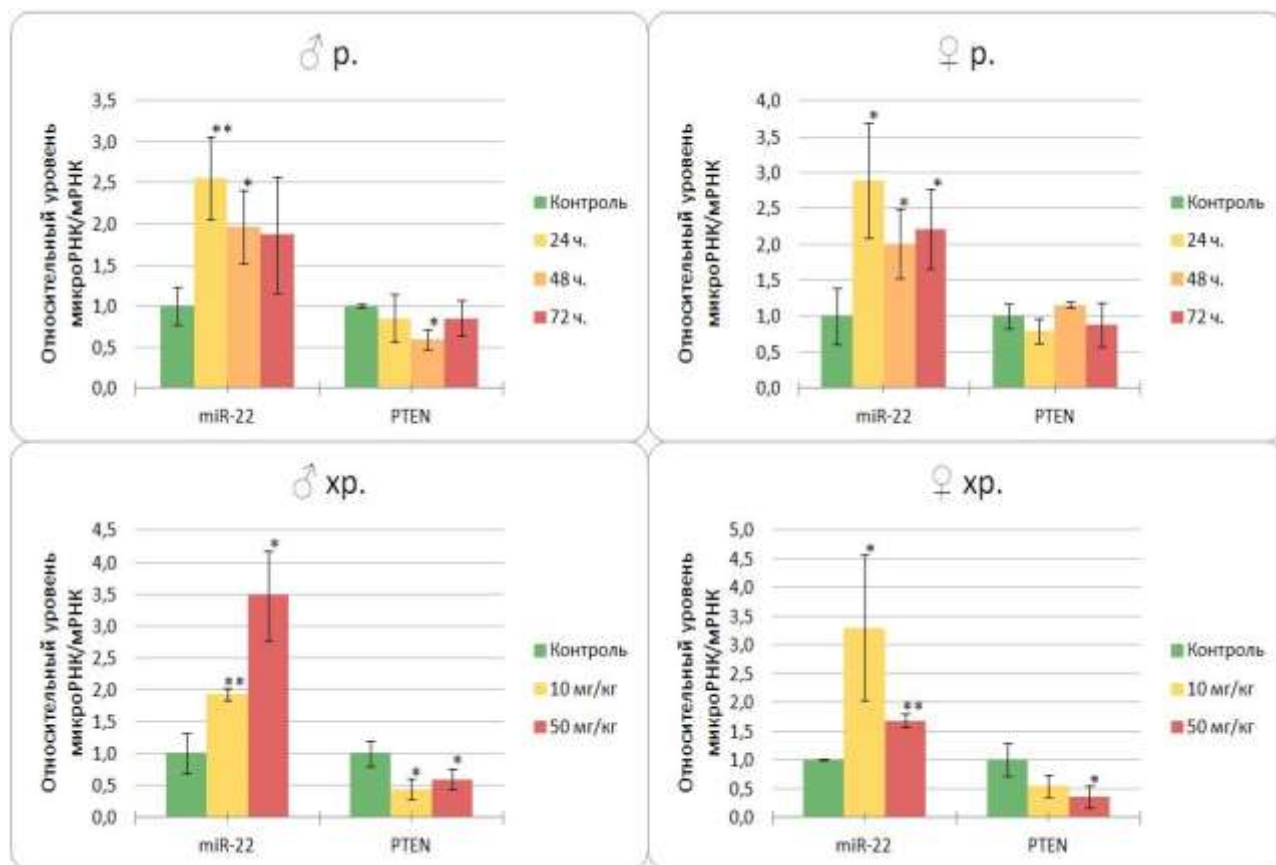 ♂ р.
Относительный уровень
микроРНК/мРНК
3,5
3,0
2,5
2,0
1,5
1,0
0,5
0,0
**
*
*
miR-22
PTEN
Контроль
24 ч.
48 ч.
72 ч.
♀ р.
Относительный уровень
микроРНК/мРНК
4,0
3,5
3,0
2,5
2,0
1,5
1,0
0,5
0,0
*
*
*
miR-22
PTEN
Контроль
24 ч.
48 ч.
72 ч.
♂ хр.
Относительный уровень
микроРНК/мРНК
4,5
4,0
3,5
3,0
2,5
2,0
1,5
1,0
0,5
0,0
*
**
*
*
miR-22
PTEN
Контроль
10 мг/кг
50 мг/кг
♀ хр.
Относительный уровень
микроРНК/мРНК
5,0
4,5
4,0
3,5
3,0
2,5
2,0
1,5
1,0
0,5
0,0
*
**
*
miR-22
PTEN
Контроль
10 мг/кг
50 мг/кг